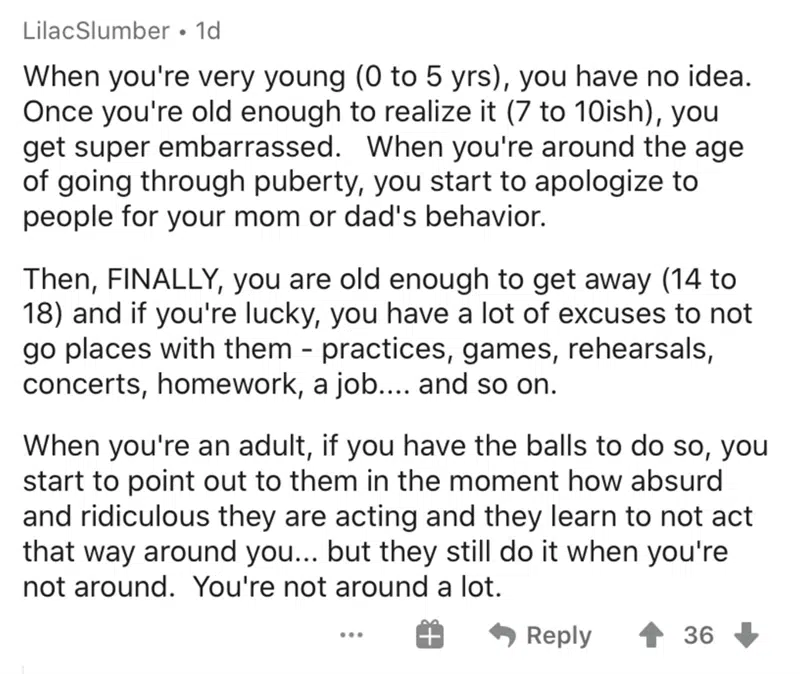 LilacSlumber • 1d
When you're very young (0 to 5 yrs), you have no idea.
Once you're old enough to realize it (7 to 10ish), you
get super embarrassed.   When you're around the age
of going through puberty, you start to apologize to
people for your mom or dad's behavior.
Then, FINALLY, you are old enough to get away (14 to
18) and if you're lucky, you have a lot of excuses to not
go places with them - practices, games, rehearsals,
concerts, homework, a job.... and so on.
When you're an adult, if you have the balls to do so, you
start to point out to them in the moment how absurd
and ridiculous they are acting and they learn to not act
that way around you... but they still do it when you're
not around.  You're not around a lot.
... Reply 36